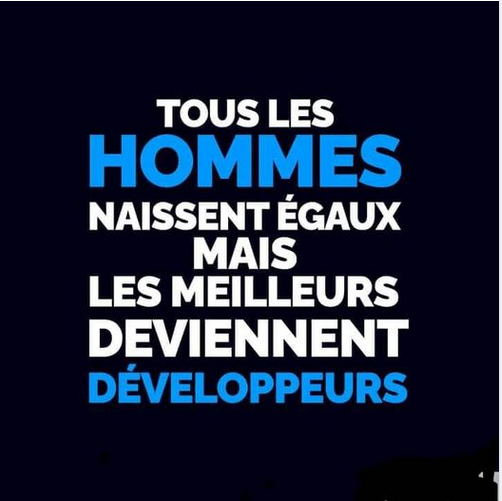 TOUS LES
HOMMES
NAISSENT ÉGAUX
MAIS
LES MEILLEURS
DEVIENNENT
DÉVELOPPEURS